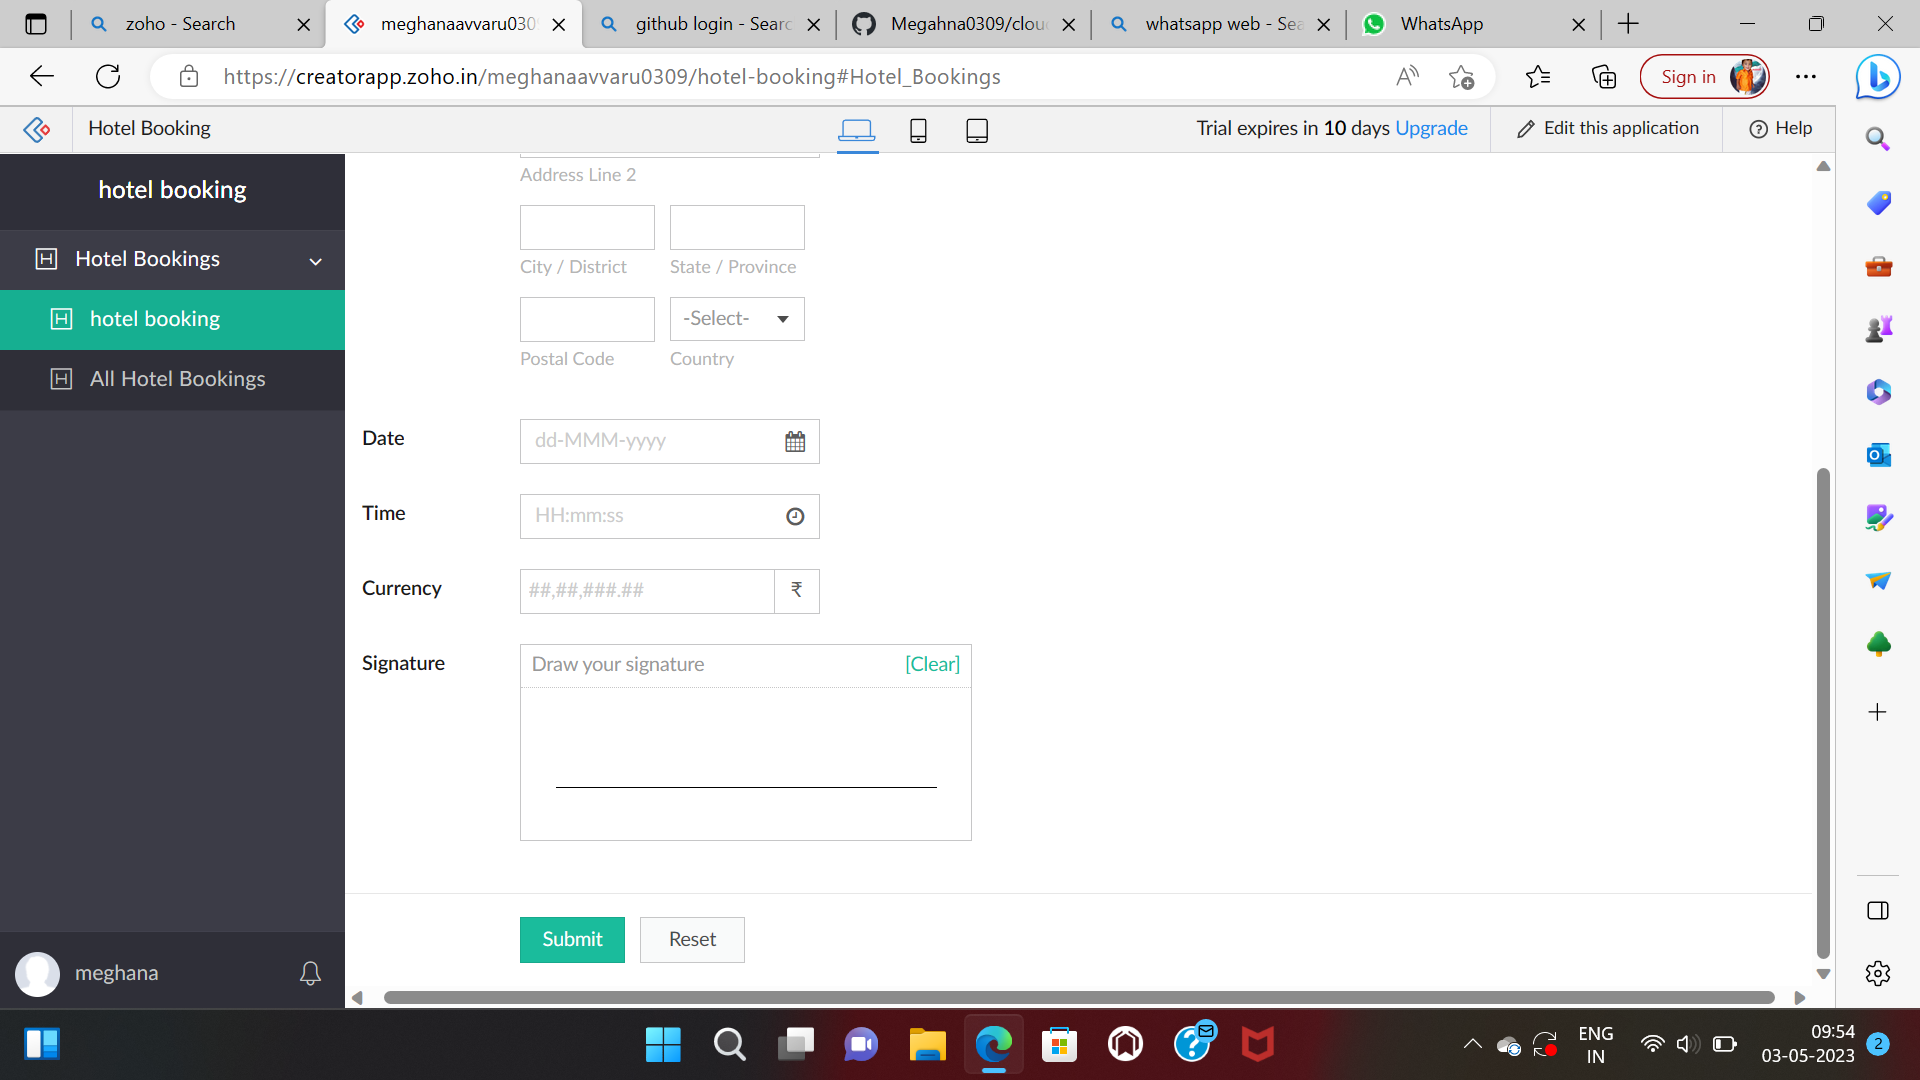 zoho - Search
meghanaavvaru0309
github login - Searc
Megahna0309/clou
whatsapp web - Sea
WhatsApp
https://creatorapp.zoho.in/meghanaavvaru0309/hotel-booking#Hotel_Bookings
Sign in
Hotel Booking
Trial expires in 10 days Upgrade
Edit this application
Help
hotel booking
Hotel Bookings
hotel booking
All Hotel Bookings
Address Line 2
City / District
State / Province
-Select-
Postal Code
Country
Date
dd-MMM-yyyy
Time
HH:mm:ss
Currency
##,##,###.##
₹
Signature
Draw your signature
[Clear]
Submit
Reset
meghana
ENG
IN
09:54
03-05-2023
2